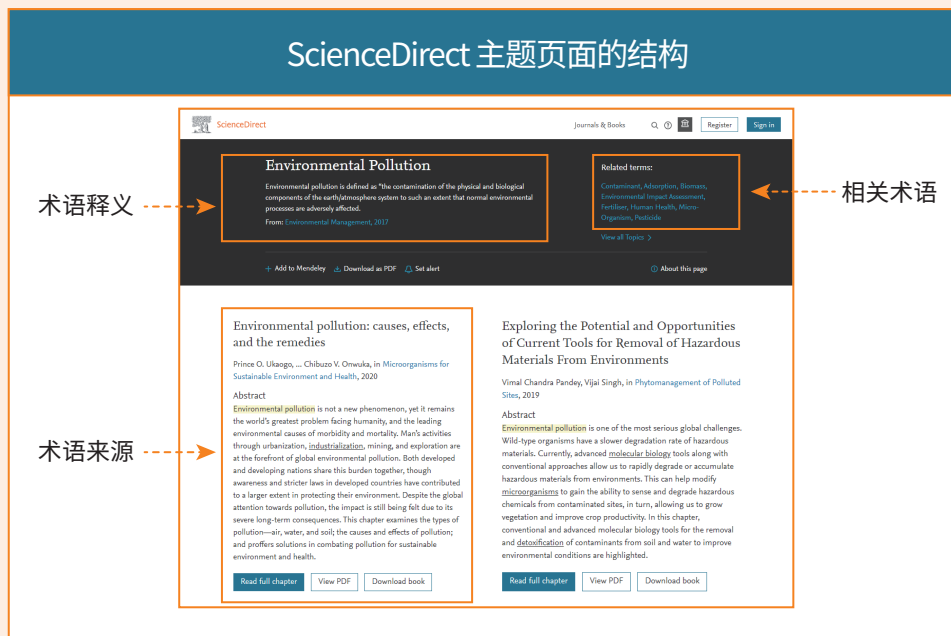 ScienceDirect 主题页面的结构
ScienceDirect
Journals & Books
Register
Sign in
术语释义
Environmental Pollution
Environmental pollution is defined as "the contamination of the physical and biological
components of the earth/atmosphere system to such an extent that normal environmental
processes are adversely affected.
From: Environmental Management, 2017
Related terms:
Contaminant, Adsorption, Biomass,
Environmental Impact Assessment,
Fertiliser, Human Health, Micro-
Organism, Pesticide
View all Topics >
相关术语
+ Add to Mendeley
Download as PDF
Set alert
About this page
术语来源
Environmental pollution: causes, effects,
and the remedies
Prince O. Ukaogo, ... Chibuzo V. Onwuka, in Microorganisms for
Sustainable Environment and Health, 2020
Abstract
Environmental pollution is not a new phenomenon, yet it remains
the world's greatest problem facing humanity, and the leading
environmental causes of morbidity and mortality. Man's activities
through urbanization, industrialization, mining, and exploration are
at the forefront of global environmental pollution. Both developed
and developing nations share this burden together, though
awareness and stricter laws in developed countries have contributed
to a larger extent in protecting their environment. Despite the global
attention towards pollution, the impact is still being felt due to its
severe long-term consequences. This chapter examines the types of
pollution—air, water, and soil; the causes and effects of pollution;
and proffers solutions in combating pollution for sustainable
environment and health.
Read full chapter
View PDF
Download book
Exploring the Potential and Opportunities
of Current Tools for Removal of Hazardous
Materials From Environments
Vimal Chandra Pandey, Vijai Singh, in Phytomanagement of Polluted
Sites, 2019
Abstract
Environmental pollution is one of the most serious global challenges.
Wild-type organisms have a slower degradation rate of hazardous
materials. Currently, advanced molecular biology tools along with
conventional approaches allow us to rapidly degrade or accumulate
hazardous materials from environments. This can help modify
microorganisms to gain the ability to sense and degrade hazardous
chemicals from contaminated sites, in turn, allowing us to grow
vegetation and improve crop productivity. In this chapter,
conventional and advanced molecular biology tools for the removal
and detoxification of contaminants from soil and water to improve
environmental conditions are highlighted.
Read full chapter
View PDF
Download book